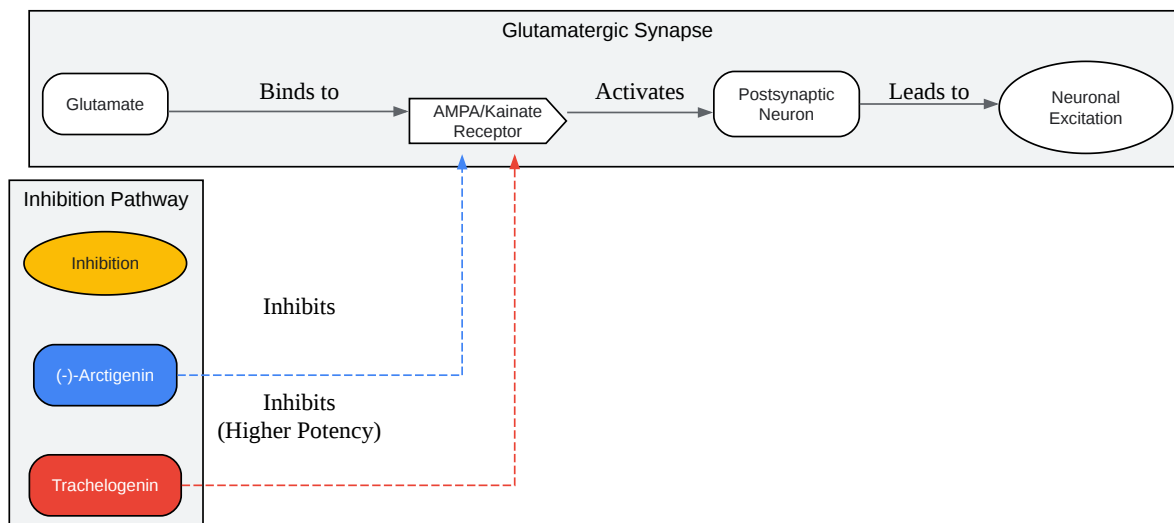 Glutamatergic Synapse
Glutamate
Binds to
AMPA/Kainate
Receptor
Activates
Postsynaptic
Neuron
Leads to
Neuronal
Excitation
Inhibition Pathway
Inhibition
Inhibits
(-)-Arctigenin
Inhibits
(Higher Potency)
Trachelogenin